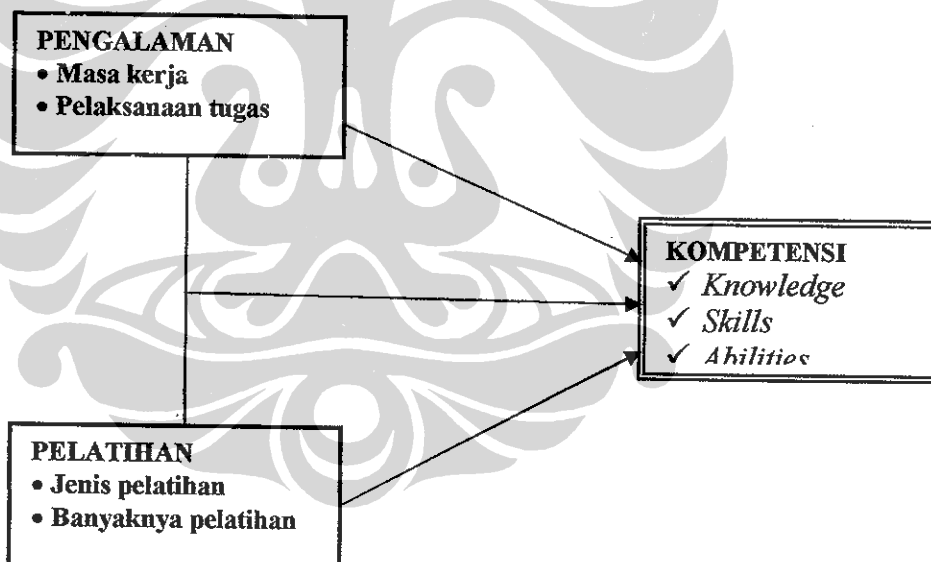 PENGALAMAN
• Masa kerja
• Pelaksanaan tugas
KOMPETENSI
✓ Knowledge
✓ Skills
✓ Abilities
PELATIHAN
• Jenis pelatihan
• Banyaknya pelatihan